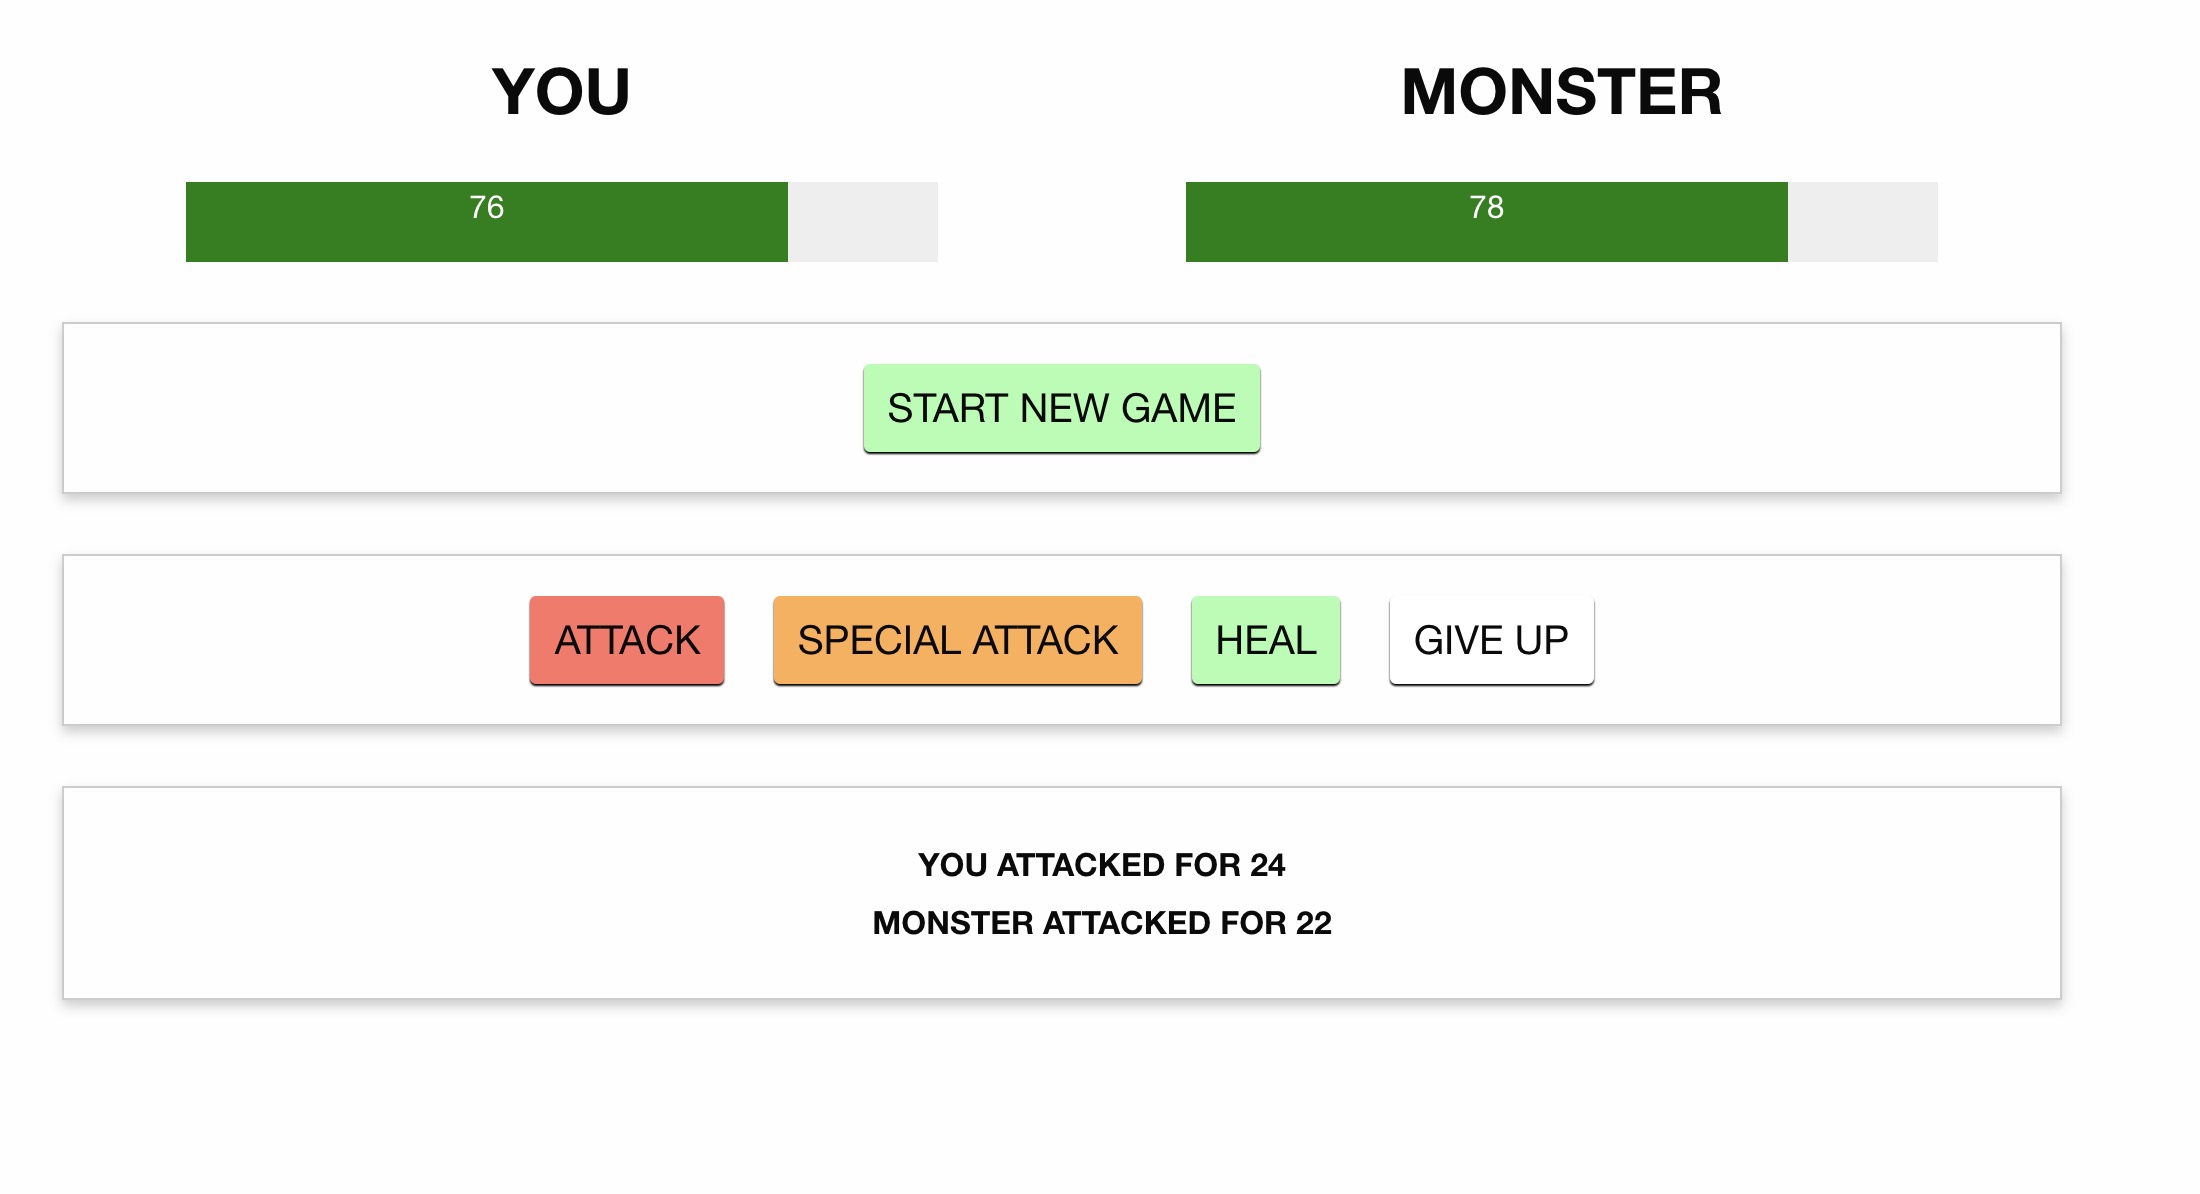 YOU
MONSTER
76
78
START NEW GAME
ATTACK
SPECIAL ATTACK
HEAL
GIVE UP
YOU ATTACKED FOR 24
MONSTER ATTACKED FOR 22